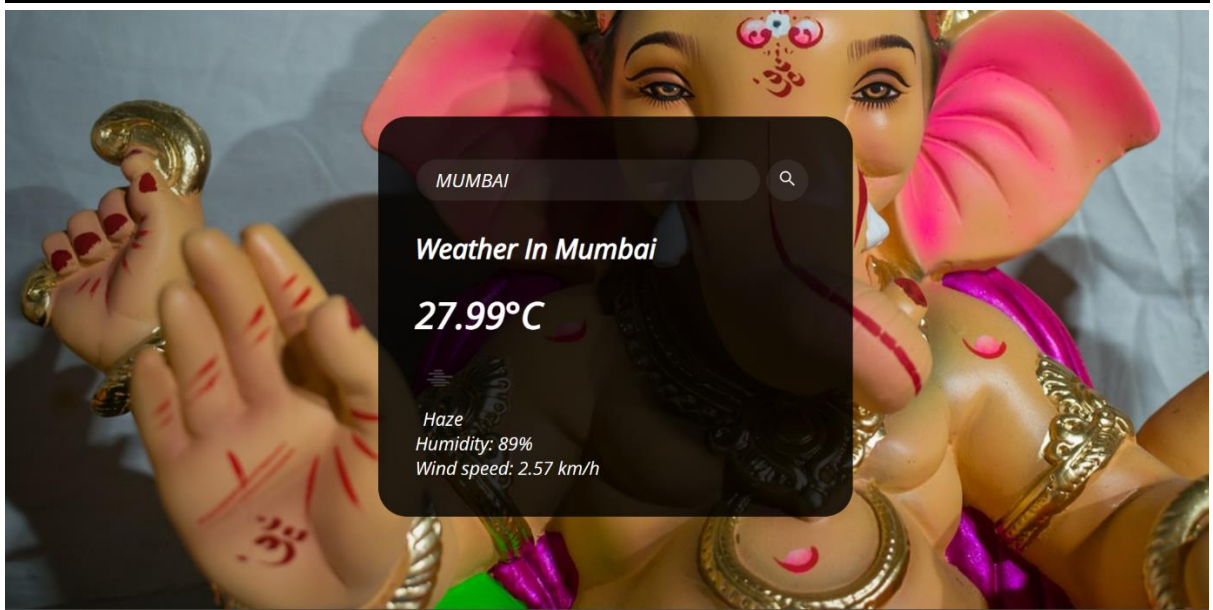 MUMBAI
Weather In Mumbai
27.99°C
Haze
Humidity: 89%
Wind speed: 2.57 km/h
ॐ
ॐ